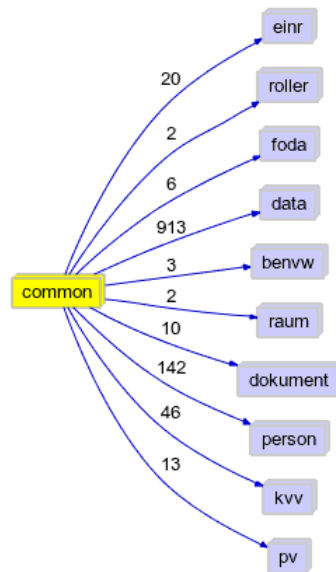 einr
20
roller
2
foda
6
data
913
3
benvw
common
2
raum
10
dokument
142
person
46
kvv
13
pv